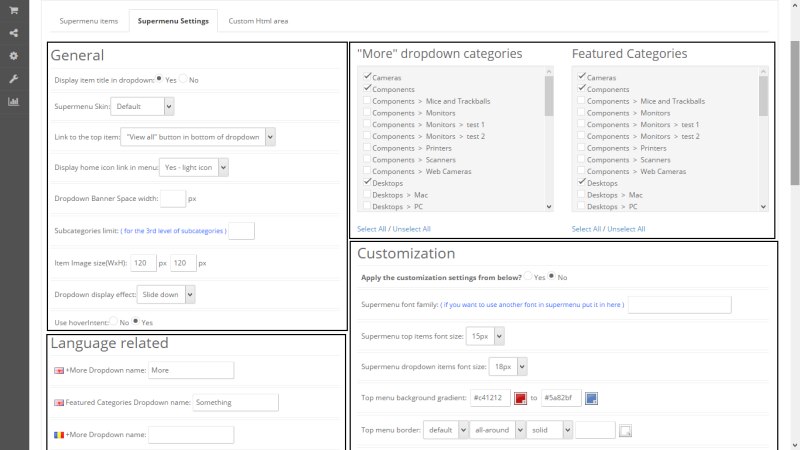 Supermenu items
Supermenu Settings
Custom Html area
General
Display item title in dropdown: Yes No
Supermenu Skin: Default
Link to the top item: "View all" button in bottom of dropdown
Display home icon link in menu: Yes - light icon
Dropdown Banner Space width: px
Subcategories limit: ( for the 3rd level of subcategories )
Item Image size(WxH): 120 px 120 px
Dropdown display effect: Slide down
Use hoverIntent: No Yes
Language related
+More Dropdown name: More
+Featured Categories Dropdown name: Something
+More Dropdown name:
"More" dropdown categories
Cameras
Components
Components > Mice and Trackballs
Components > Monitors
Components > Monitors > test 1
Components > Monitors > test 2
Components > Printers
Components > Scanners
Components > Web Cameras
Desktops
Desktops > Mac
Desktops > PC
Select All / Unselect All
Featured Categories
Cameras
Components
Components > Mice and Trackballs
Components > Monitors
Components > Monitors > test 1
Components > Monitors > test 2
Components > Printers
Components > Scanners
Components > Web Cameras
Desktops
Desktops > Mac
Desktops > PC
Select All / Unselect All
Customization
Apply the customization settings from below? Yes No
Supermenu font family: ( if you want to use another font in supermenu put it in here )
Supermenu top items font size: 15px
Supermenu dropdown items font size: 18px
Top menu background gradient: #c41212 to #5a82bf
Top menu border: default all-around solid